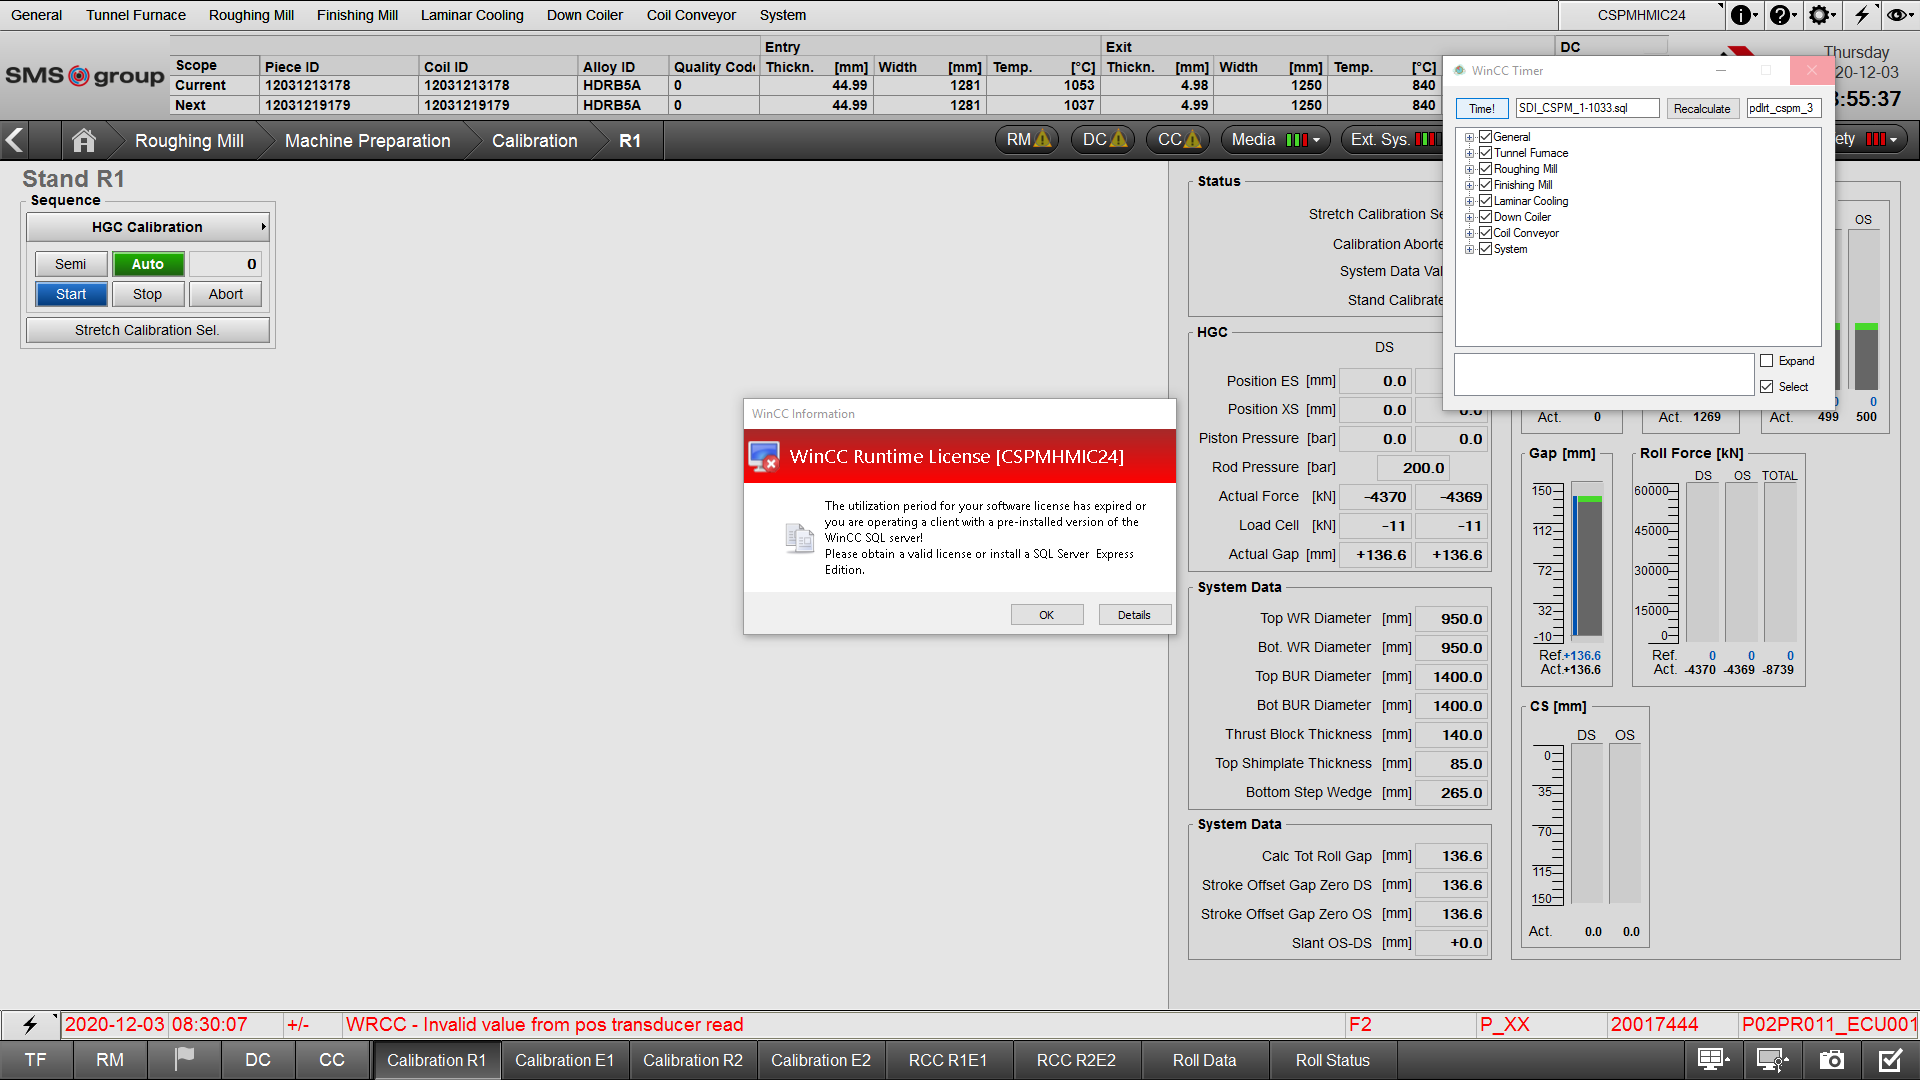 General Tunnel Furnace Roughing Mill Finishing Mill Laminar Cooling Down Coiler Coil Conveyor System CSPMHMIC24
SMS group
Entry Exit DC
Scope Piece ID Coil ID Alloy ID Quality Code Thickn. [mm] Width [mm] Temp. [°C] Thickn. [mm] Width [mm] Temp. [°C]
Current 12031213178 12031213178 HDRB5A 0 44.99 1281 1053 4.98 1250 840
Next 12031219179 12031219179 HDRB5A 0 44.99 1281 1037 4.99 1250 840
Thursday
20-12-03
:55:37
Roughing Mill Machine Preparation Calibration R1 RM DC CC Media Ext. Sys. ety
WinCC Timer
Time! SDI_CSPM_1-1033.sql Recalculate pdlrt_cspm_3
General
Tunnel Furnace
Roughing Mill
Finishing Mill
Laminar Cooling
Down Coiler
Coil Conveyor
System
Expand
Select
Stand R1
Sequence
HGC Calibration
Semi Auto 0
Start Stop Abort
Stretch Calibration Sel.
WinCC Information
WinCC Runtime License [CSPMHMIC24]
The utilization period for your software license has expired or
you are operating a client with a pre-installed version of the
WinCC SQL server!
Please obtain a valid license or install a SQL Server Express
Edition.
OK Details
Status
Stretch Calibration Se
Calibration Aborte
System Data Val
Stand Calibrate
HGC
DS
Position ES [mm] 0.0
Position XS [mm] 0.0 0.0
Piston Pressure [bar] 0.0 0.0
Rod Pressure [bar] 200.0
Actual Force [kN] -4370 -4369
Load Cell [kN] -11 -11
Actual Gap [mm] +136.6 +136.6
System Data
Top WR Diameter [mm] 950.0
Bot. WR Diameter [mm] 950.0
Top BUR Diameter [mm] 1400.0
Bot BUR Diameter [mm] 1400.0
Thrust Block Thickness [mm] 140.0
Top Shimplate Thickness [mm] 85.0
Bottom Step Wedge [mm] 265.0
System Data
Calc Tot Roll Gap [mm] 136.6
Stroke Offset Gap Zero DS [mm] 136.6
Stroke Offset Gap Zero OS [mm] 136.6
Slant OS-DS [mm] +0.0
OS
0 0
Act. 0 Act. 1269 Act. 499 500
Gap [mm]
150
112
72
32
-10
Ref. +136.6
Act. +136.6
Roll Force [kN]
DS OS TOTAL
60000
45000
30000
15000
0
Ref. 0 0 0
Act. -4370 -4369 -8739
CS [mm]
DS OS
0
35
70
115
150
Act. 0.0 0.0
2020-12-03 08:30:07 +/- WRCC - Invalid value from pos transducer read F2 P_XX 20017444 P02PR011_ECU001
TF RM DC CC Calibration R1 Calibration E1 Calibration R2 Calibration E2 RCC R1E1 RCC R2E2 Roll Data Roll Status